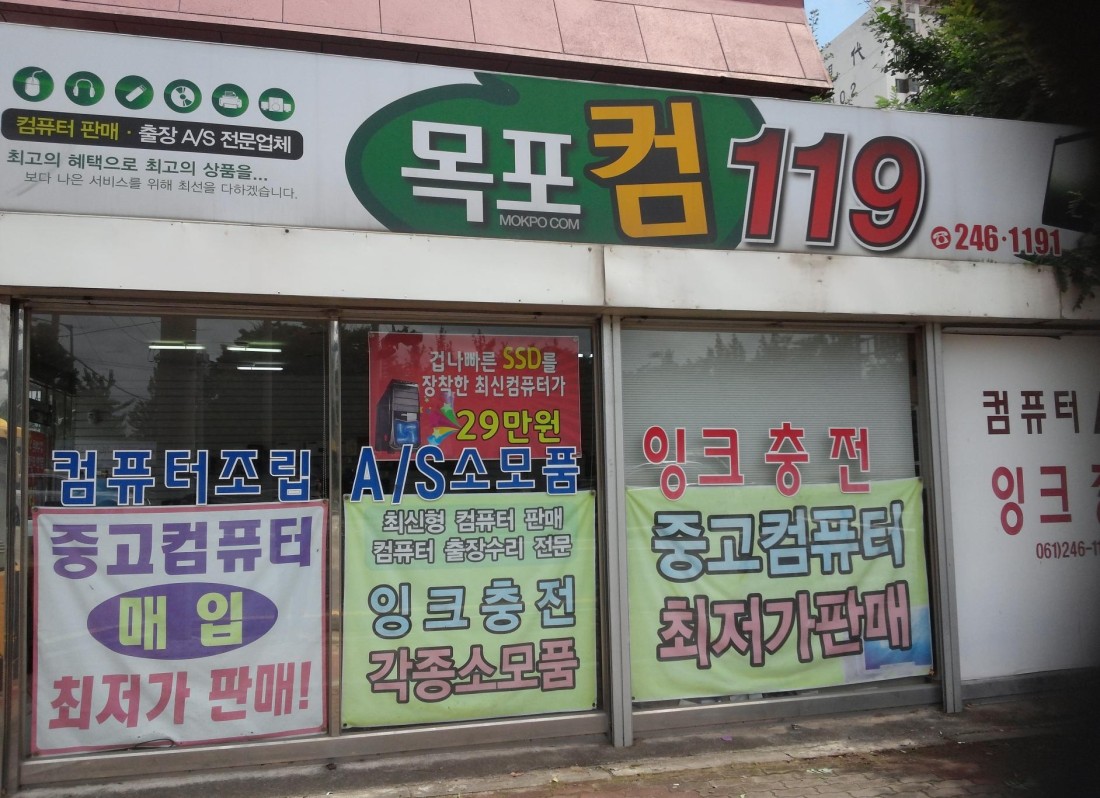 컴퓨터 판매 · 출장 A/S 전문업체
최고의 혜택으로 최고의 상품을...
보다 나은 서비스를 위해 최선을 다하겠습니다.
목포컴119
MOKPO COM
☎246·1191
代
02
겁나빠른 SSD를
장착한 최신컴퓨터가
29만원
컴퓨터조립 A/S소모품
잉크충전
중고컴퓨터
매입
최저가 판매!
최신형 컴퓨터 판매
컴퓨터 출장수리 전문
잉크충전
각종소모품
중고컴퓨터
최저가판매
컴퓨터
잉크
061)246-11